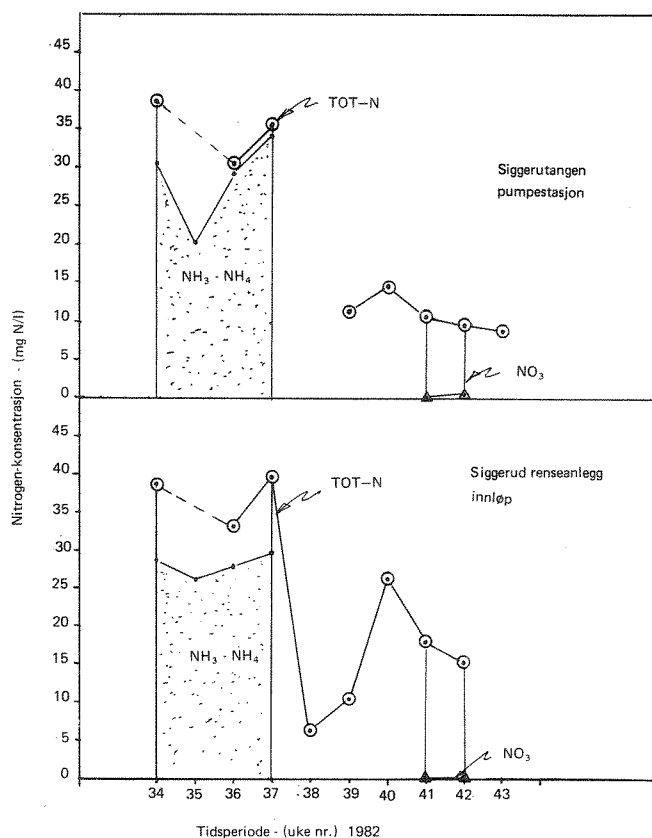 45
40
35
30
25
20
15
10
5
0
TOT-N
Siggerutangen
pumpestasjon
NH₃ - NH₄
NO₃
Nitrogen-konsentrasjon - (mg N/l)
45
40
35
30
25
20
15
10
5
0
TOT-N
Siggerud renseanlegg
innløp
NH₃ - NH₄
NO₃
34 35 36 37 38 39 40 41 42 43
Tidsperiode - (uke nr.) 1982